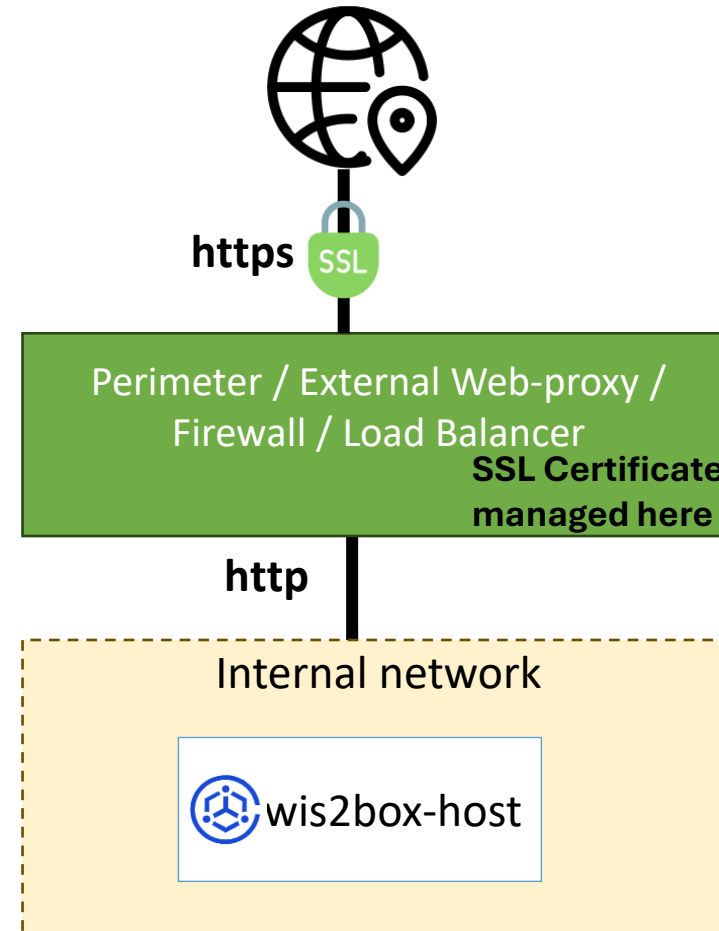 https
SSL
Perimeter / External Web-proxy /
Firewall / Load Balancer
SSL Certificate
managed here
http
Internal network
wis2box-host